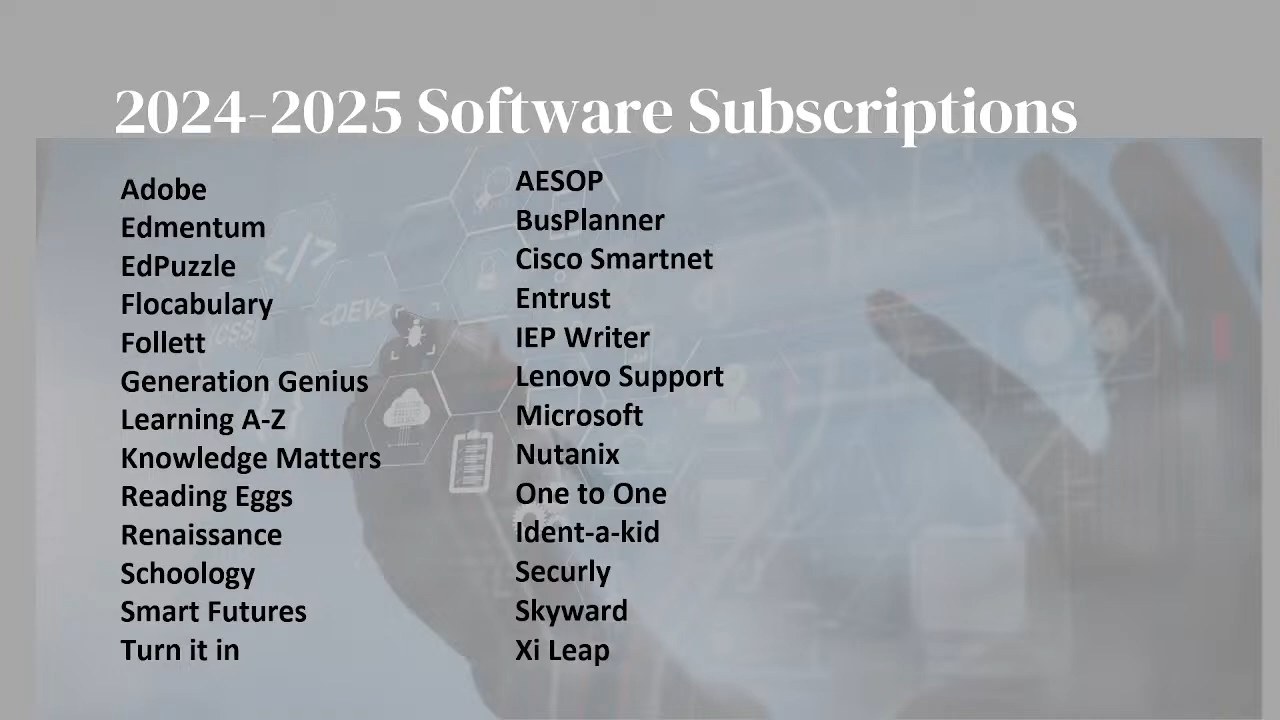 2024-2025 Software Subscriptions
Adobe
Edmentum
EdPuzzle
Flocabulary
Follett
Generation Genius
Learning A-Z
Knowledge Matters
Reading Eggs
Renaissance
Schoology
Smart Futures
Turn it in
AESOP
BusPlanner
Cisco Smartnet
Entrust
IEP Writer
Lenovo Support
Microsoft
Nutanix
One to One
Ident-a-kid
Securly
Skyward
Xi Leap
</>
<DEV>
/CSS/